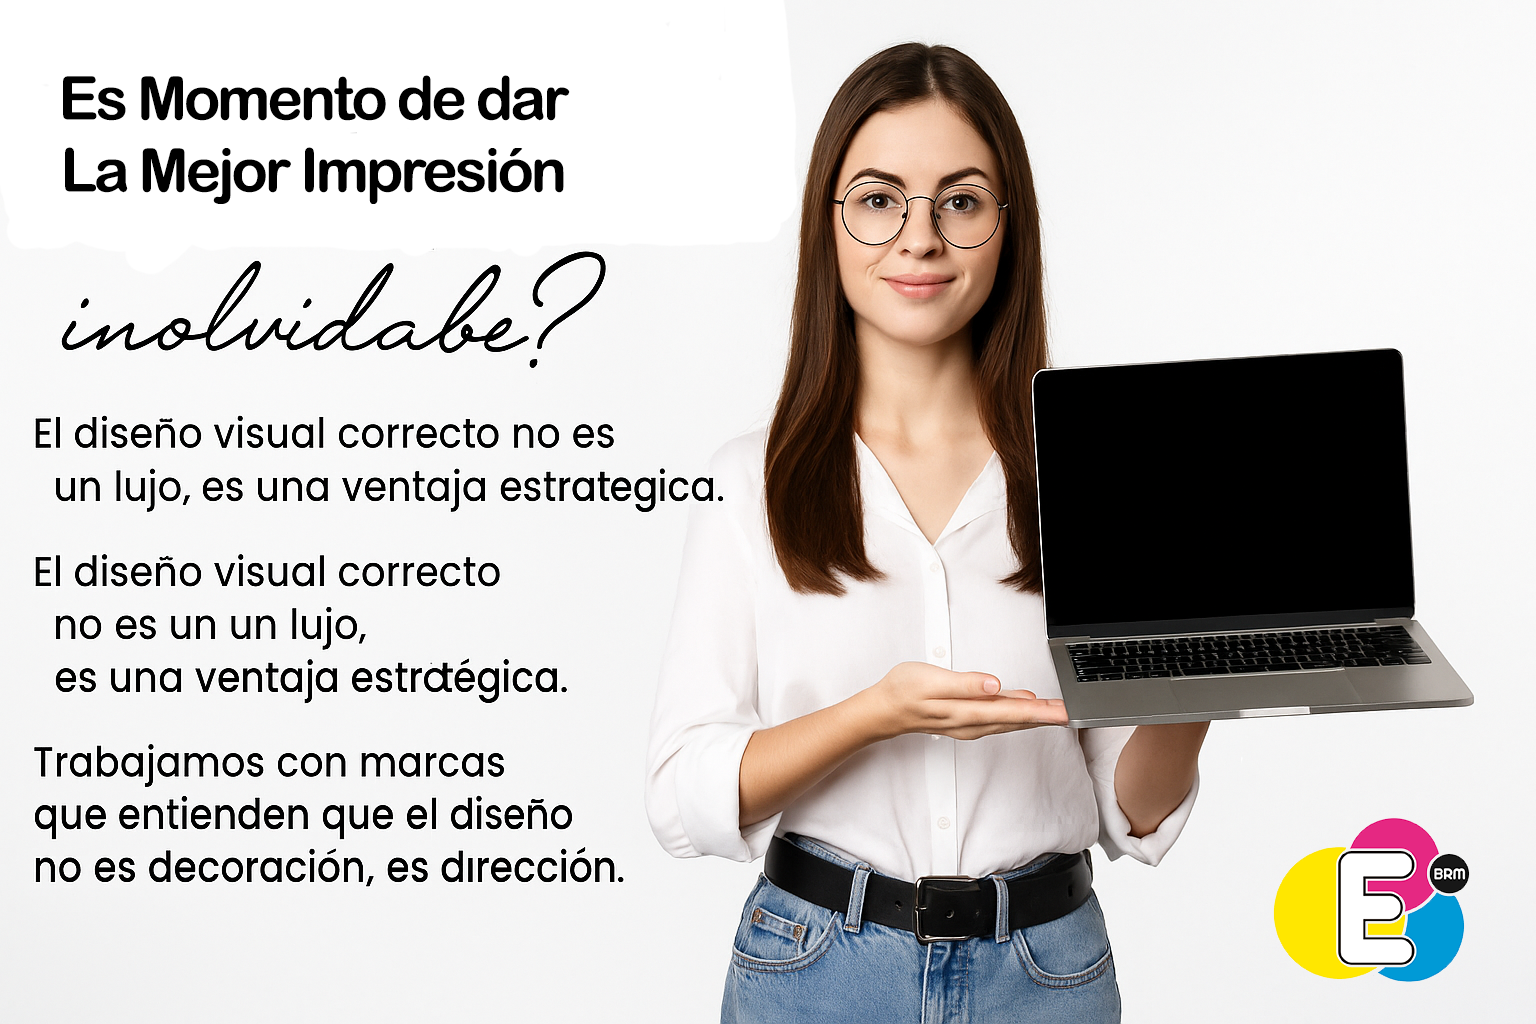 Es Momento de dar
La Mejor Impresión
inolvidabe?
El diseño visual correcto no es
un lujo, es una ventaja estrategica.
El diseño visual correcto
no es un un lujo,
es una ventaja estratégica.
Trabajamos con marcas
que entienden que el diseño
no es decoración, es dırección.
E
BRM